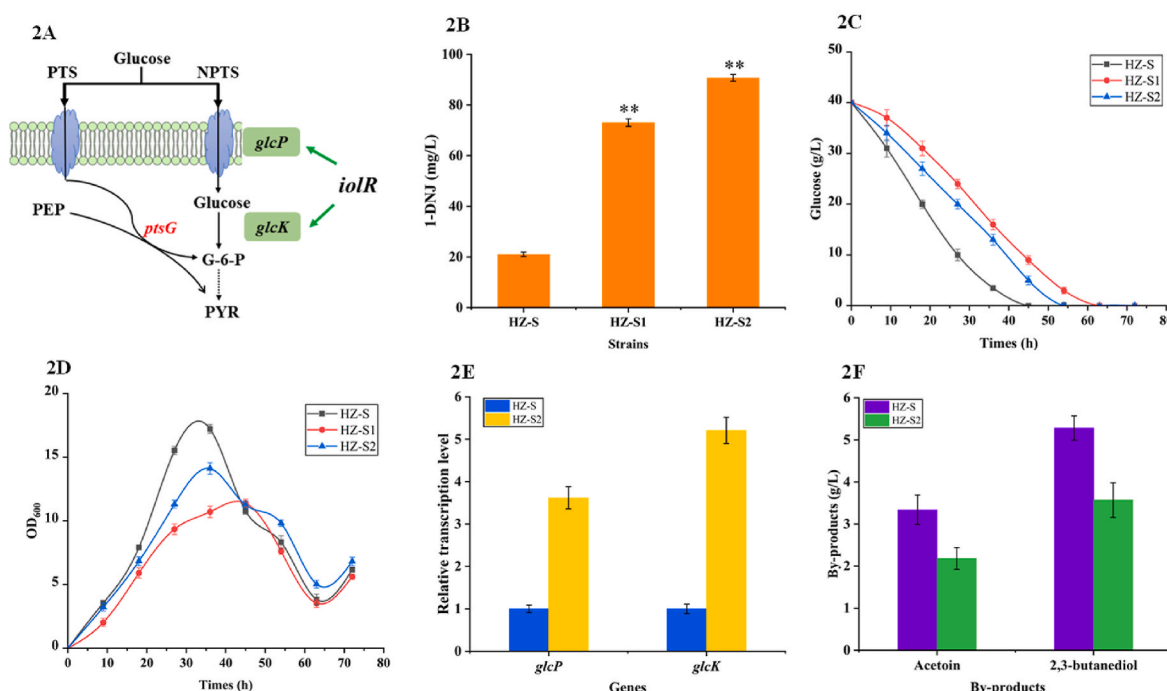 2A
Glucose
PTS
NPTS
glcP
iolR
Glucose
glcK
PEP
ptsG
G-6-P
PYR
2B
1-DNJ (mg/L)
100
80
60
40
20
0
**
**
HZ-S
HZ-S1
HZ-S2
Strains
2C
HZ-S
HZ-S1
HZ-S2
Glucose (g/L)
50
40
30
20
10
0
0 10 20 30 40 50 60 70 80
Times (h)
2D
HZ-S
HZ-S1
HZ-S2
OD600
20
15
10
5
0
0 10 20 30 40 50 60 70 80
Times (h)
2E
HZ-S
HZ-S2
Relative transcription level
6
5
4
3
2
1
0
glcP
glcK
Genes
2F
HZ-S
HZ-S2
By-products (g/L)
6
5
4
3
2
1
0
Acetoin
2,3-butanediol
By-products